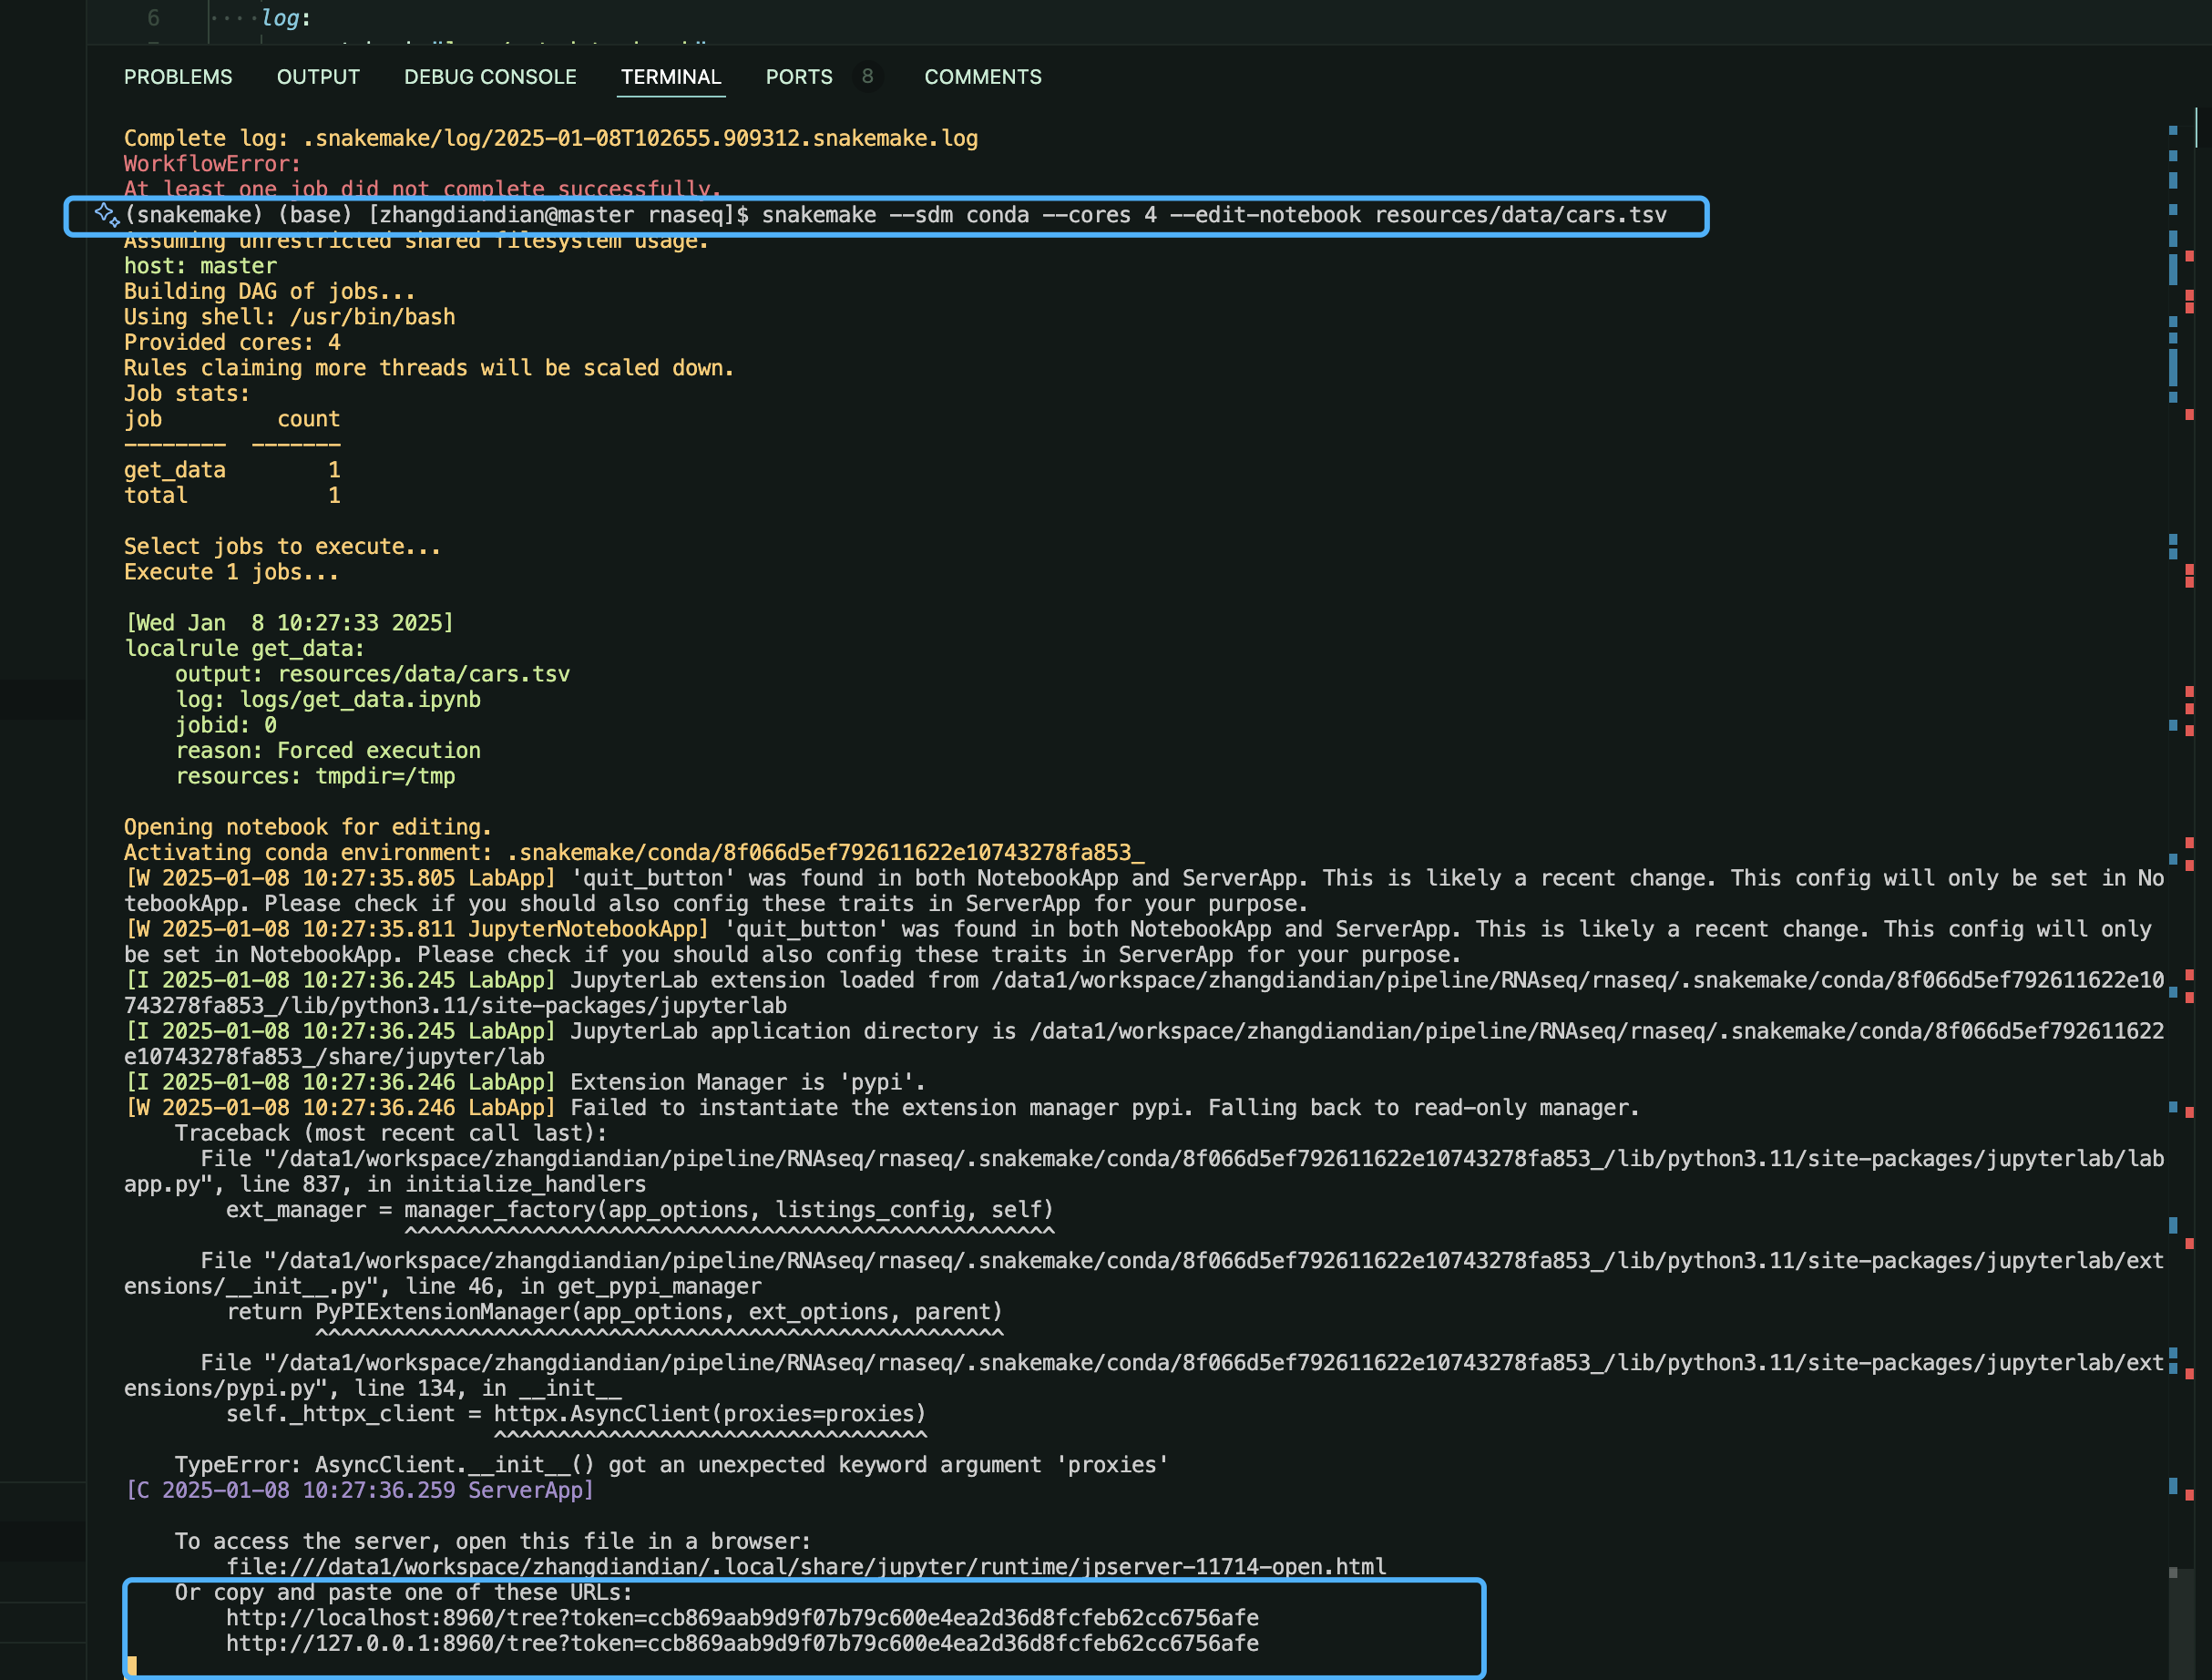 6 ····log:
PROBLEMS OUTPUT DEBUG CONSOLE TERMINAL PORTS 8 COMMENTS
Complete log: .snakemake/log/2025-01-08T102655.909312.snakemake.log
WorkflowError:
At least one job did not complete successfully.
(snakemake) (base) [zhangdiandian@master rnaseq]$ snakemake --sdm conda --cores 4 --edit-notebook resources/data/cars.tsv
Assuming unrestricted shared filesystem usage.
host: master
Building DAG of jobs...
Using shell: /usr/bin/bash
Provided cores: 4
Rules claiming more threads will be scaled down.
Job stats:
job         count
--------  -------
get_data        1
total           1
Select jobs to execute...
Execute 1 jobs...
[Wed Jan  8 10:27:33 2025]
localrule get_data:
    output: resources/data/cars.tsv
    log: logs/get_data.ipynb
    jobid: 0
    reason: Forced execution
    resources: tmpdir=/tmp
Opening notebook for editing.
Activating conda environment: .snakemake/conda/8f066d5ef792611622e10743278fa853_
[W 2025-01-08 10:27:35.805 LabApp] 'quit_button' was found in both NotebookApp and ServerApp. This is likely a recent change. This config will only be set in No
tebookApp. Please check if you should also config these traits in ServerApp for your purpose.
[W 2025-01-08 10:27:35.811 JupyterNotebookApp] 'quit_button' was found in both NotebookApp and ServerApp. This is likely a recent change. This config will only
be set in NotebookApp. Please check if you should also config these traits in ServerApp for your purpose.
[I 2025-01-08 10:27:36.245 LabApp] JupyterLab extension loaded from /data1/workspace/zhangdiandian/pipeline/RNAseq/rnaseq/.snakemake/conda/8f066d5ef792611622e10
743278fa853_/lib/python3.11/site-packages/jupyterlab
[I 2025-01-08 10:27:36.245 LabApp] JupyterLab application directory is /data1/workspace/zhangdiandian/pipeline/RNAseq/rnaseq/.snakemake/conda/8f066d5ef792611622
e10743278fa853_/share/jupyter/lab
[I 2025-01-08 10:27:36.246 LabApp] Extension Manager is 'pypi'.
[W 2025-01-08 10:27:36.246 LabApp] Failed to instantiate the extension manager pypi. Falling back to read-only manager.
    Traceback (most recent call last):
      File "/data1/workspace/zhangdiandian/pipeline/RNAseq/rnaseq/.snakemake/conda/8f066d5ef792611622e10743278fa853_/lib/python3.11/site-packages/jupyterlab/lab
app.py", line 837, in initialize_handlers
        ext_manager = manager_factory(app_options, listings_config, self)
                      ^^^^^^^^^^^^^^^^^^^^^^^^^^^^^^^^^^^^^^^^^^^^^^^^^^^
      File "/data1/workspace/zhangdiandian/pipeline/RNAseq/rnaseq/.snakemake/conda/8f066d5ef792611622e10743278fa853_/lib/python3.11/site-packages/jupyterlab/ext
ensions/__init__.py", line 46, in get_pypi_manager
        return PyPIExtensionManager(app_options, ext_options, parent)
               ^^^^^^^^^^^^^^^^^^^^^^^^^^^^^^^^^^^^^^^^^^^^^^^^^^^^^^
      File "/data1/workspace/zhangdiandian/pipeline/RNAseq/rnaseq/.snakemake/conda/8f066d5ef792611622e10743278fa853_/lib/python3.11/site-packages/jupyterlab/ext
ensions/pypi.py", line 134, in __init__
        self._httpx_client = httpx.AsyncClient(proxies=proxies)
                             ^^^^^^^^^^^^^^^^^^^^^^^^^^^^^^^^^^
    TypeError: AsyncClient.__init__() got an unexpected keyword argument 'proxies'
[C 2025-01-08 10:27:36.259 ServerApp]
    To access the server, open this file in a browser:
        file:///data1/workspace/zhangdiandian/.local/share/jupyter/runtime/jpserver-11714-open.html
    Or copy and paste one of these URLs:
        http://localhost:8960/tree?token=ccb869aab9d9f07b79c600e4ea2d36d8fcfeb62cc6756afe
        http://127.0.0.1:8960/tree?token=ccb869aab9d9f07b79c600e4ea2d36d8fcfeb62cc6756afe